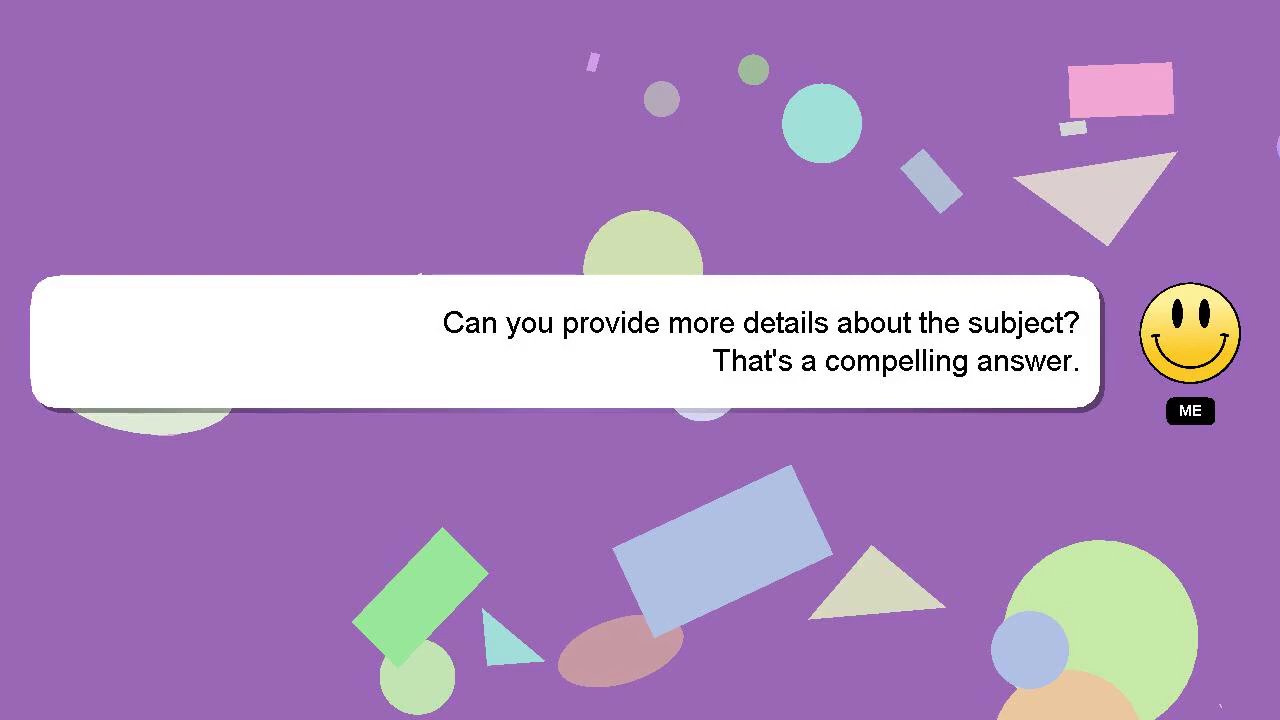 Can you provide more details about the subject?
That's a compelling answer.
ME